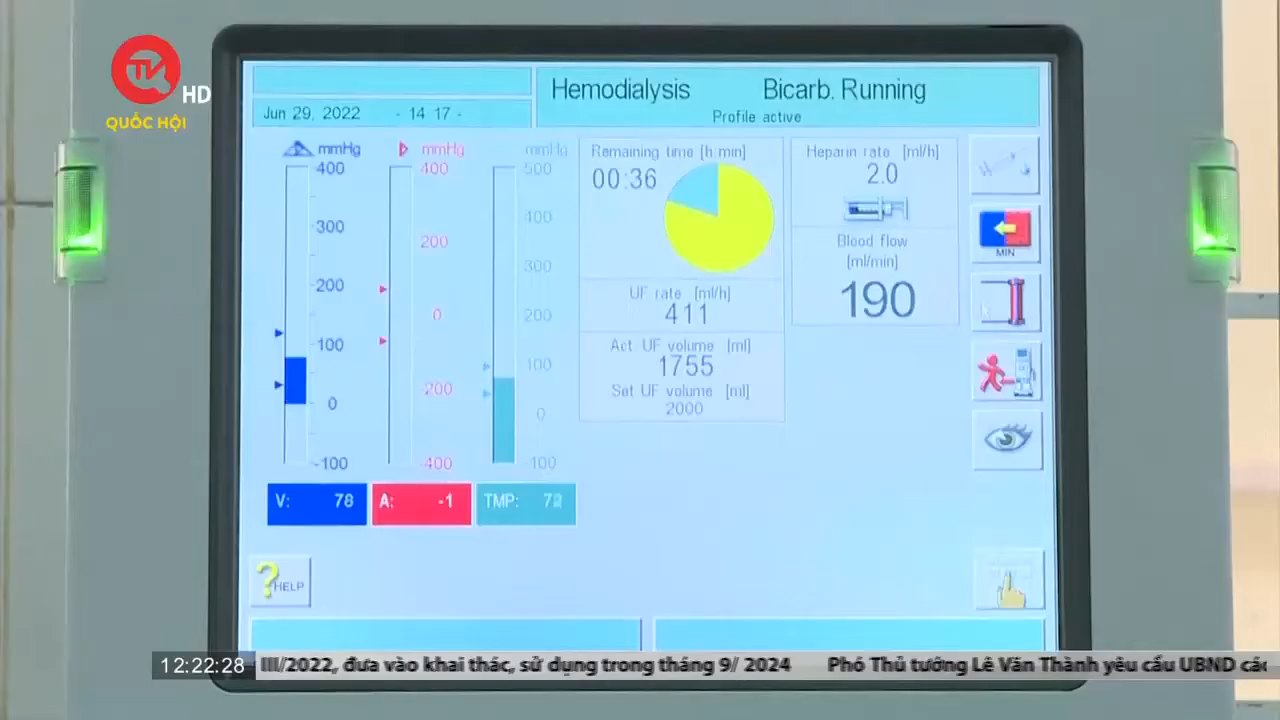 TV
HD
QUỐC HỘI
Hemodialysis Bicarb. Running
Profile active
Jun 29, 2022 - 14 17 -
mmHg mmHg mmHg
400 400 500
300 400
200 200 300
100 0 200
0 200 100
-100 400 0
100
V: 78
A: -1
TMP:
Remaining time [h:min]
00:36
UF rate [ml/h]
411
Act. UF volume [ml]
1755
Set UF volume [ml]
2000
Heparin rate [ml/h]
2.0
Blood flow
[ml/min]
190
MIN
? HELP
12:22:28 III/2022, đưa vào khai thác, sử dụng trong tháng 9/ 2024 Phó Thủ tướng Lê Văn Thành yêu cầu UBND các